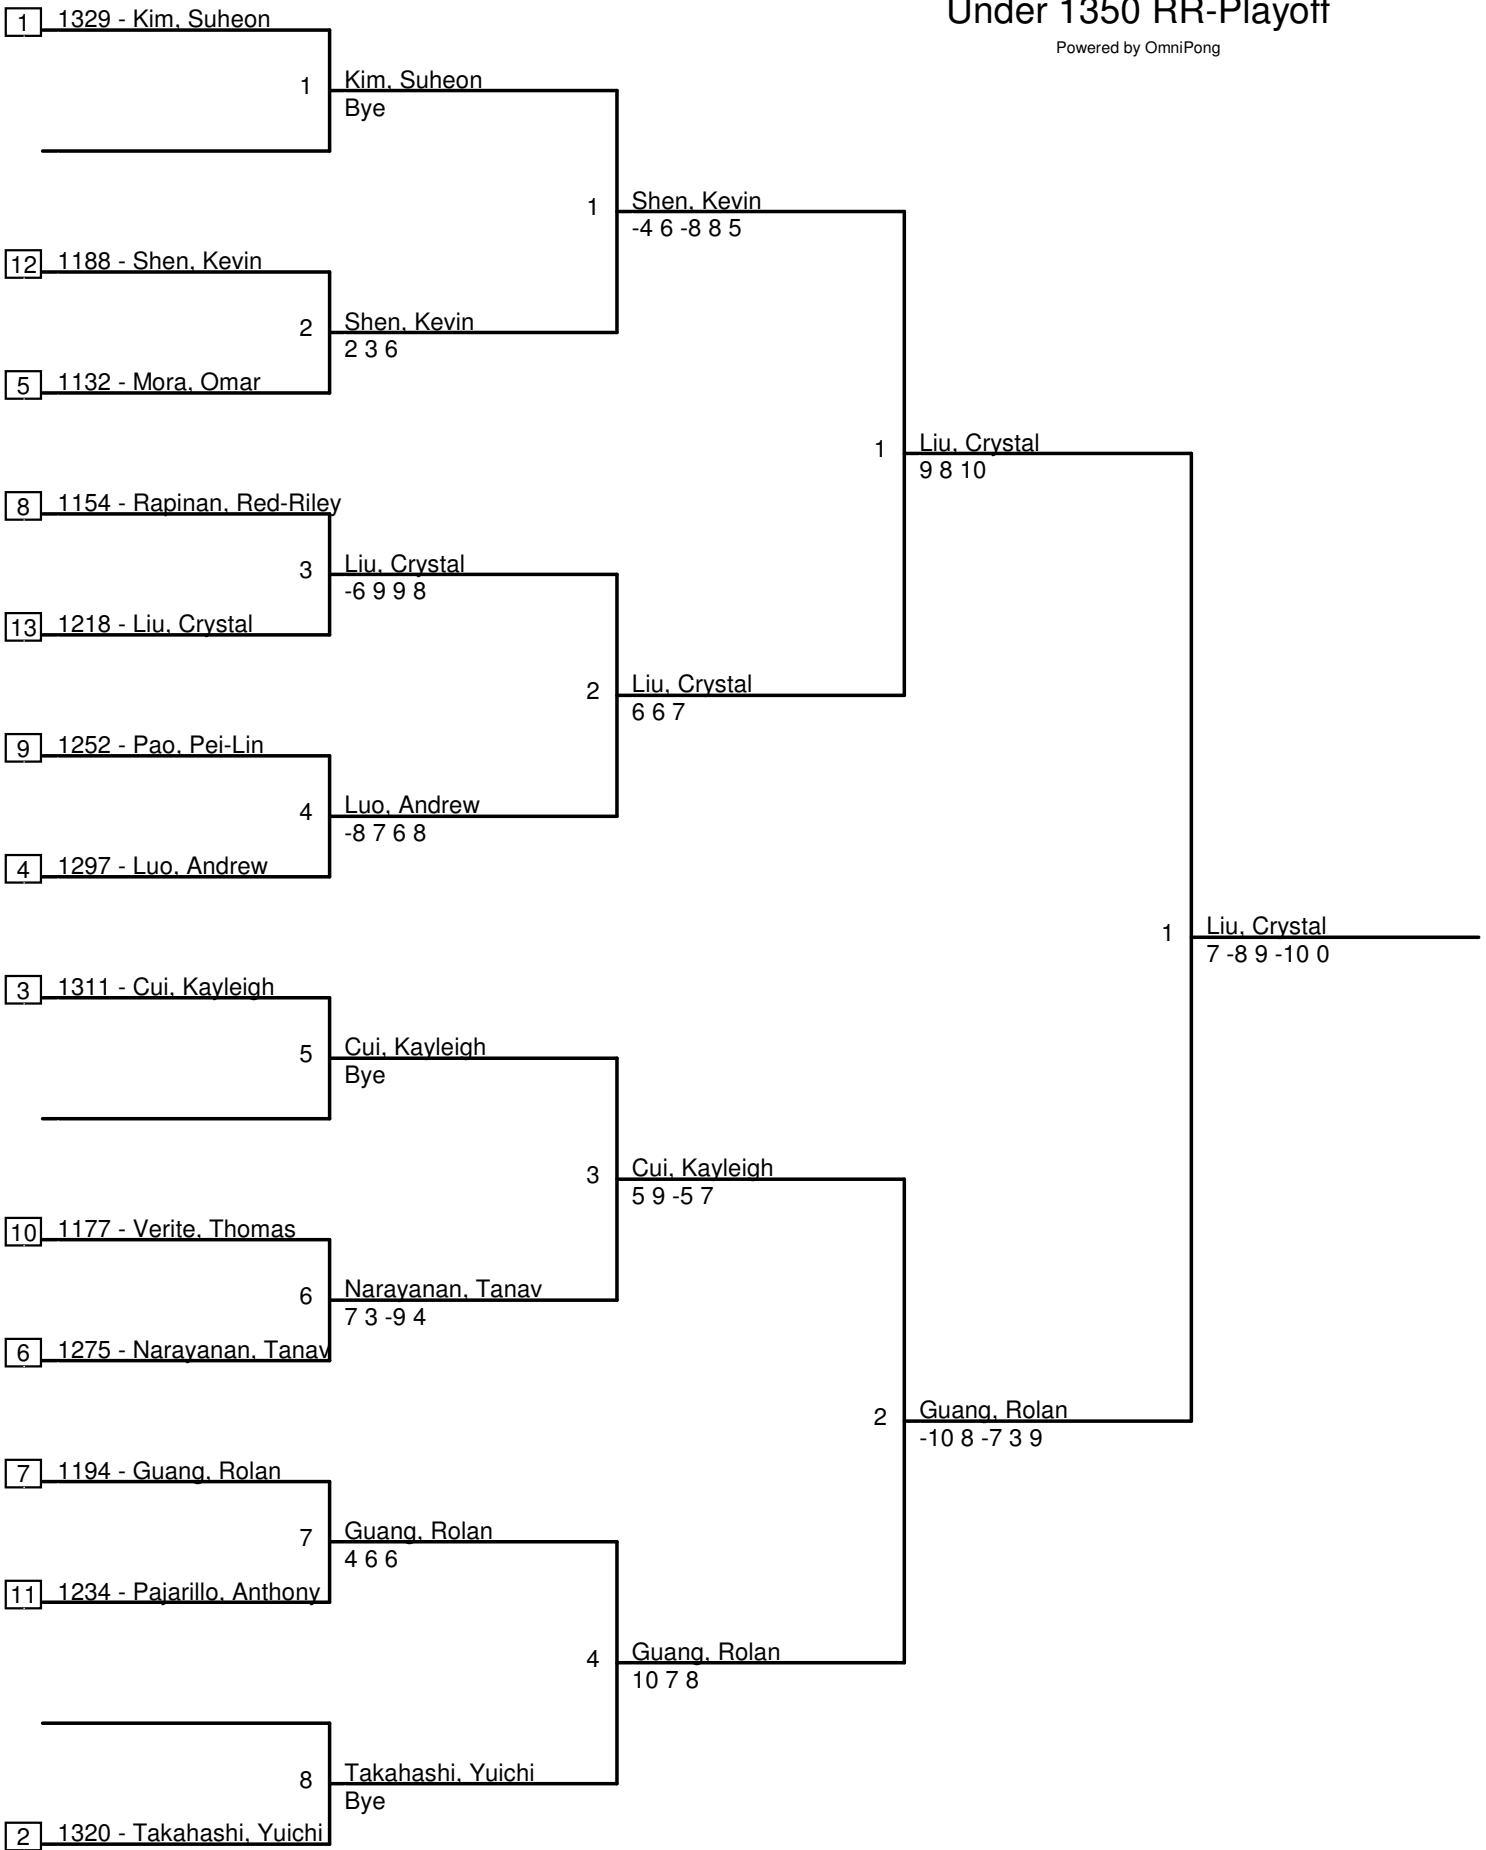 Under 1350 RR-Playoff
Powered by OmniPong
1 1329 - Kim, Suheon
1 Kim, Suheon
Bye
1 Shen, Kevin
-4 6 -8 8 5
12 1188 - Shen, Kevin
2 Shen, Kevin
2 3 6
5 1132 - Mora, Omar
1 Liu, Crystal
9 8 10
8 1154 - Rapinan, Red-Riley
3 Liu, Crystal
-6 9 9 8
13 1218 - Liu, Crystal
2 Liu, Crystal
6 6 7
9 1252 - Pao, Pei-Lin
4 Luo, Andrew
-8 7 6 8
4 1297 - Luo, Andrew
1 Liu, Crystal
7 -8 9 -10 0
3 1311 - Cui, Kayleigh
5 Cui, Kayleigh
Bye
3 Cui, Kayleigh
5 9 -5 7
10 1177 - Verite, Thomas
6 Narayanan, Tanav
7 3 -9 4
6 1275 - Narayanan, Tanav
2 Guang, Rolan
-10 8 -7 3 9
7 1194 - Guang, Rolan
7 Guang, Rolan
4 6 6
11 1234 - Pajarillo, Anthony
4 Guang, Rolan
10 7 8
8 Takahashi, Yuichi
Bye
2 1320 - Takahashi, Yuichi